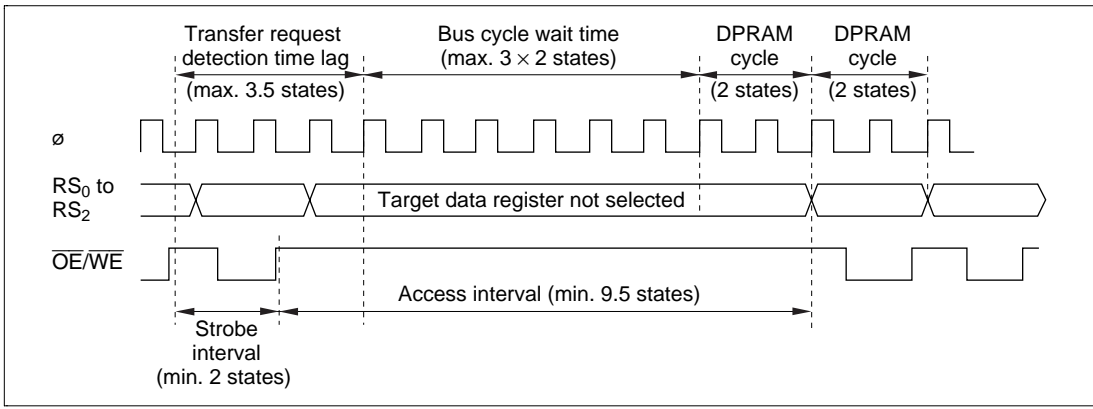 Transfer request
detection time lag
(max. 3.5 states)
Bus cycle wait time
(max. 3 × 2 states)
DPRAM
cycle
(2 states)
DPRAM
cycle
(2 states)
ø
RS0 to
RS2
Target data register not selected
OE/WE
Access interval (min. 9.5 states)
Strobe
interval
(min. 2 states)